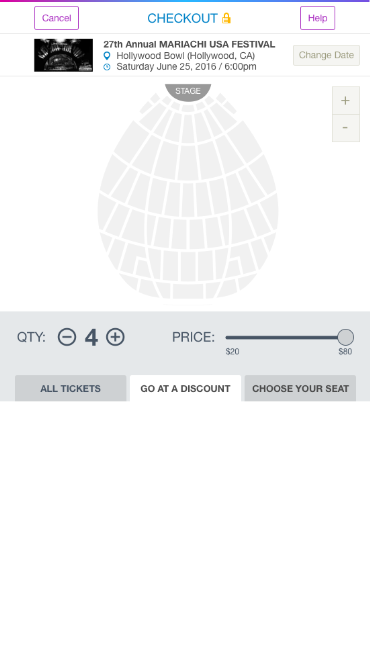 Cancel
CHECKOUT
Help
27th Annual MARIACHI USA FESTIVAL
Hollywood Bowl (Hollywood, CA)
Saturday June 25, 2016 / 6:00pm
Change Date
STAGE
+
-
QTY:
4
PRICE:
$20
$80
ALL TICKETS
GO AT A DISCOUNT
CHOOSE YOUR SEAT